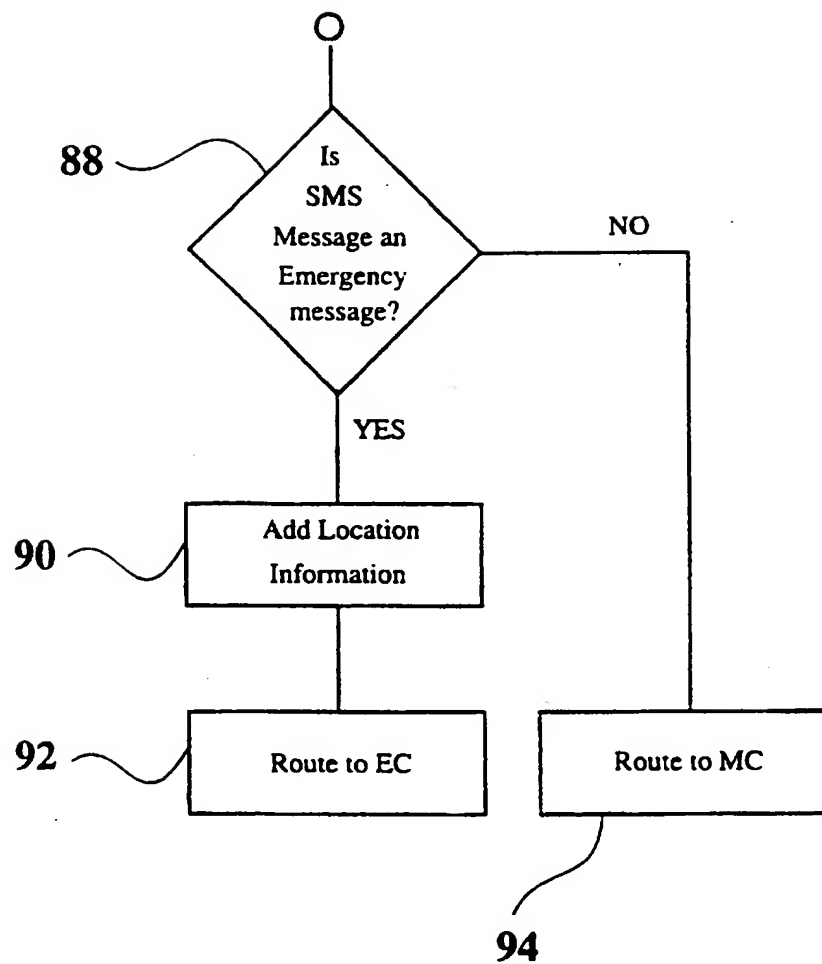 88
Is
SMS
Message an
Emergency
message?
NO
YES
90
Add Location
Information
92
Route to EC
Route to MC
94